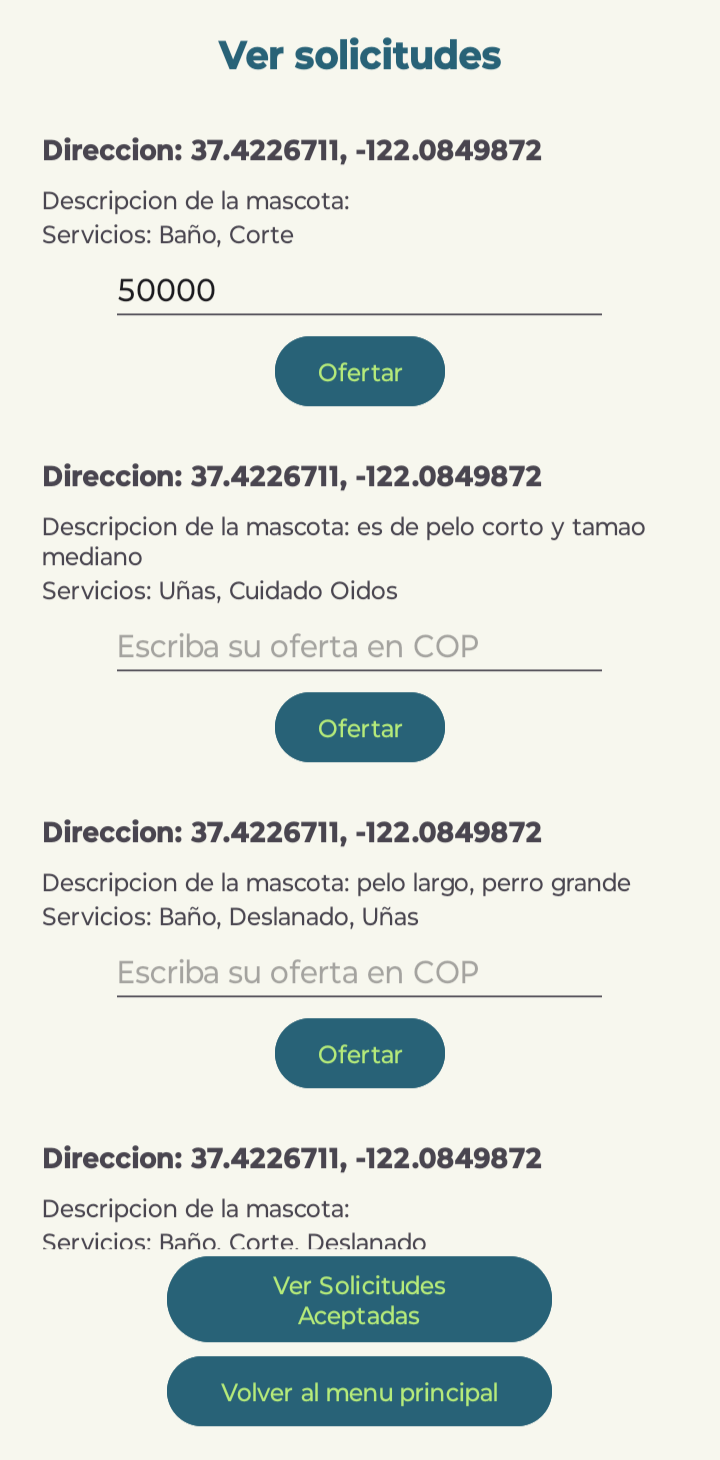 Ver solicitudes
Direccion: 37.4226711, -122.0849872
Descripcion de la mascota:
Servicios: Baño, Corte
50000
Ofertar
Direccion: 37.4226711, -122.0849872
Descripcion de la mascota: es de pelo corto y tamao
mediano
Servicios: Uñas, Cuidado Oidos
Escriba su oferta en COP
Ofertar
Direccion: 37.4226711, -122.0849872
Descripcion de la mascota: pelo largo, perro grande
Servicios: Baño, Deslanado, Uñas
Escriba su oferta en COP
Ofertar
Direccion: 37.4226711, -122.0849872
Descripcion de la mascota:
Servicios: Baño, Corte, Deslanado
Ver Solicitudes
Aceptadas
Volver al menu principal